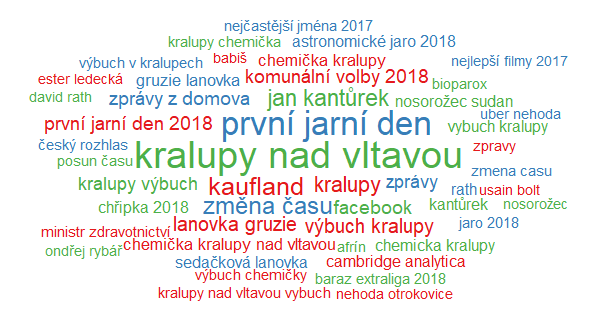 nejčastější jména 2017
kralupy chemička
astronomické jaro 2018
výbuch v kralupech
babiš
chemička kralupy
nejlepší filmy 2017
ester ledecká
gruzie lanovka
komunální volby 2018
bioparox
david rath
zprávy z domova
jan kantůrek
nosorožec sudan
uber nehoda
první jarní den 2018
první jarní den
vybuch kralupy
český rozhlas
kralupy nad vltavou
zpravy
posun času
zmena casu
kralupy výbuch
kaufland
kralupy
zprávy
rath
usain bolt
chřipka 2018
změna času
facebook
kantůrek
nosorožec
ministr zdravotnictví
lanovka gruzie
výbuch kralupy
jaro 2018
ondřej rybář
chemička kralupy nad vltavou
afrín
chemicka kralupy
sedačková lanovka
cambridge analytica
výbuch chemičky
baraz extraliga 2018
kralupy nad vltavou vybuch
nehoda otrokovice